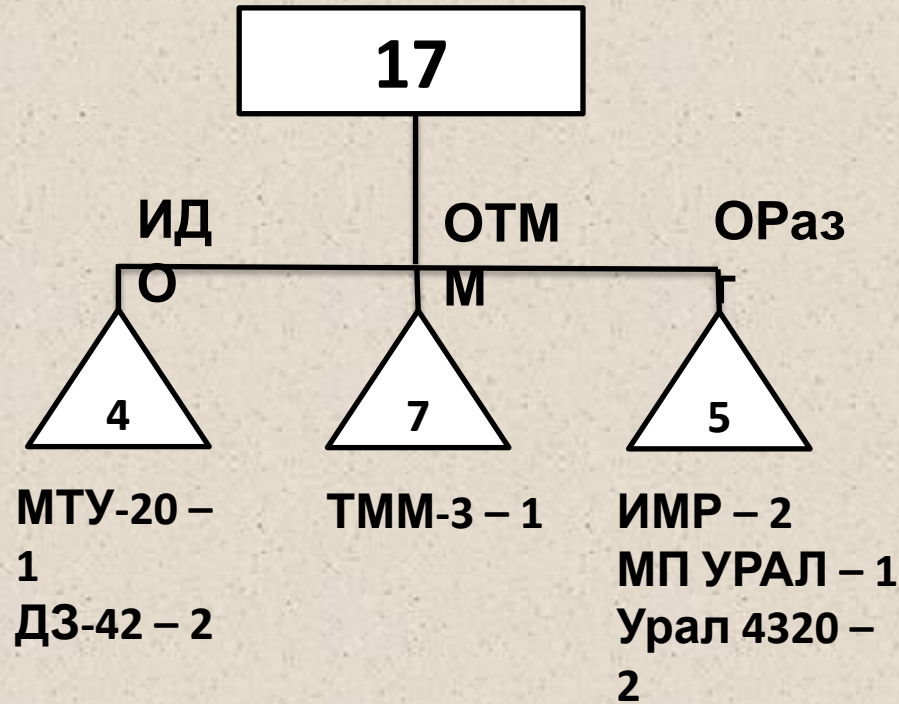 17
ИД
О
ОТМ
М
ОРаз
г
4
7
5
МТУ-20 –
1
ДЗ-42 – 2
ТММ-3 – 1
ИМР – 2
МП УРАЛ – 1
Урал 4320 –
2